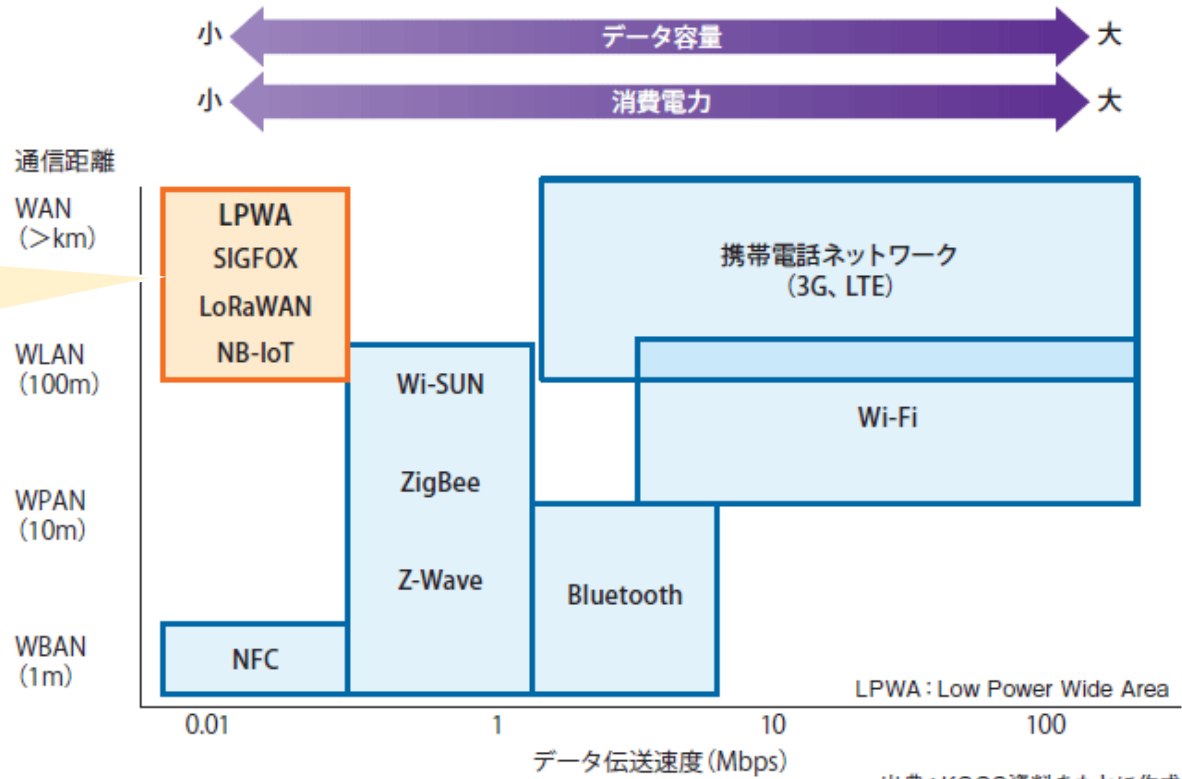 小 データ容量 大
小 消費電力 大
通信距離
WAN
(＞km)
LPWA
SIGFOX
LoRaWAN
NB-IoT
携帯電話ネットワーク
(3G、LTE)
WLAN
(100m)
Wi-SUN
ZigBee
Z-Wave
Wi-Fi
WPAN
(10m)
Bluetooth
WBAN
(1m)
NFC
LPWA：Low Power Wide Area
0.01 1 10 100
データ伝送速度(Mbps)